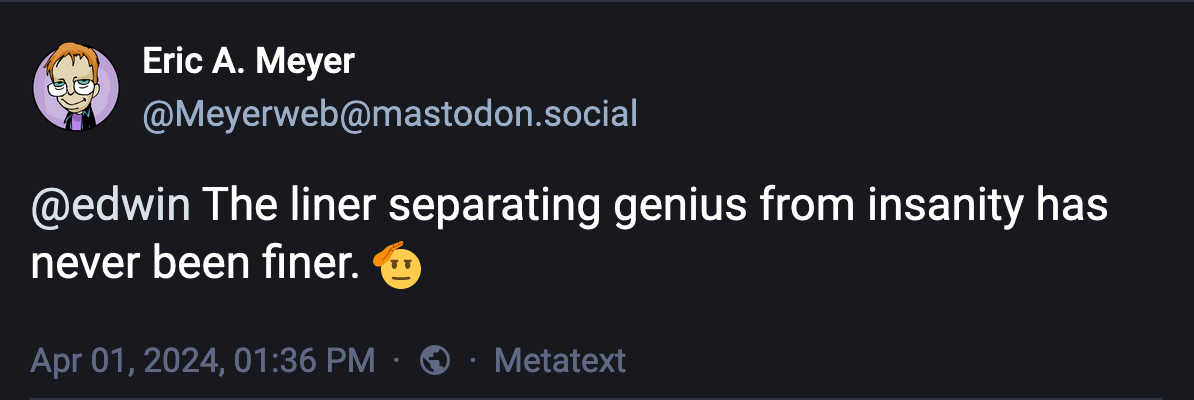 Eric A. Meyer
@Meyerweb@mastodon.social
@edwin The liner separating genius from insanity has
never been finer. 🫡
Apr 01, 2024, 01:36 PM · 🌎 · Metatext